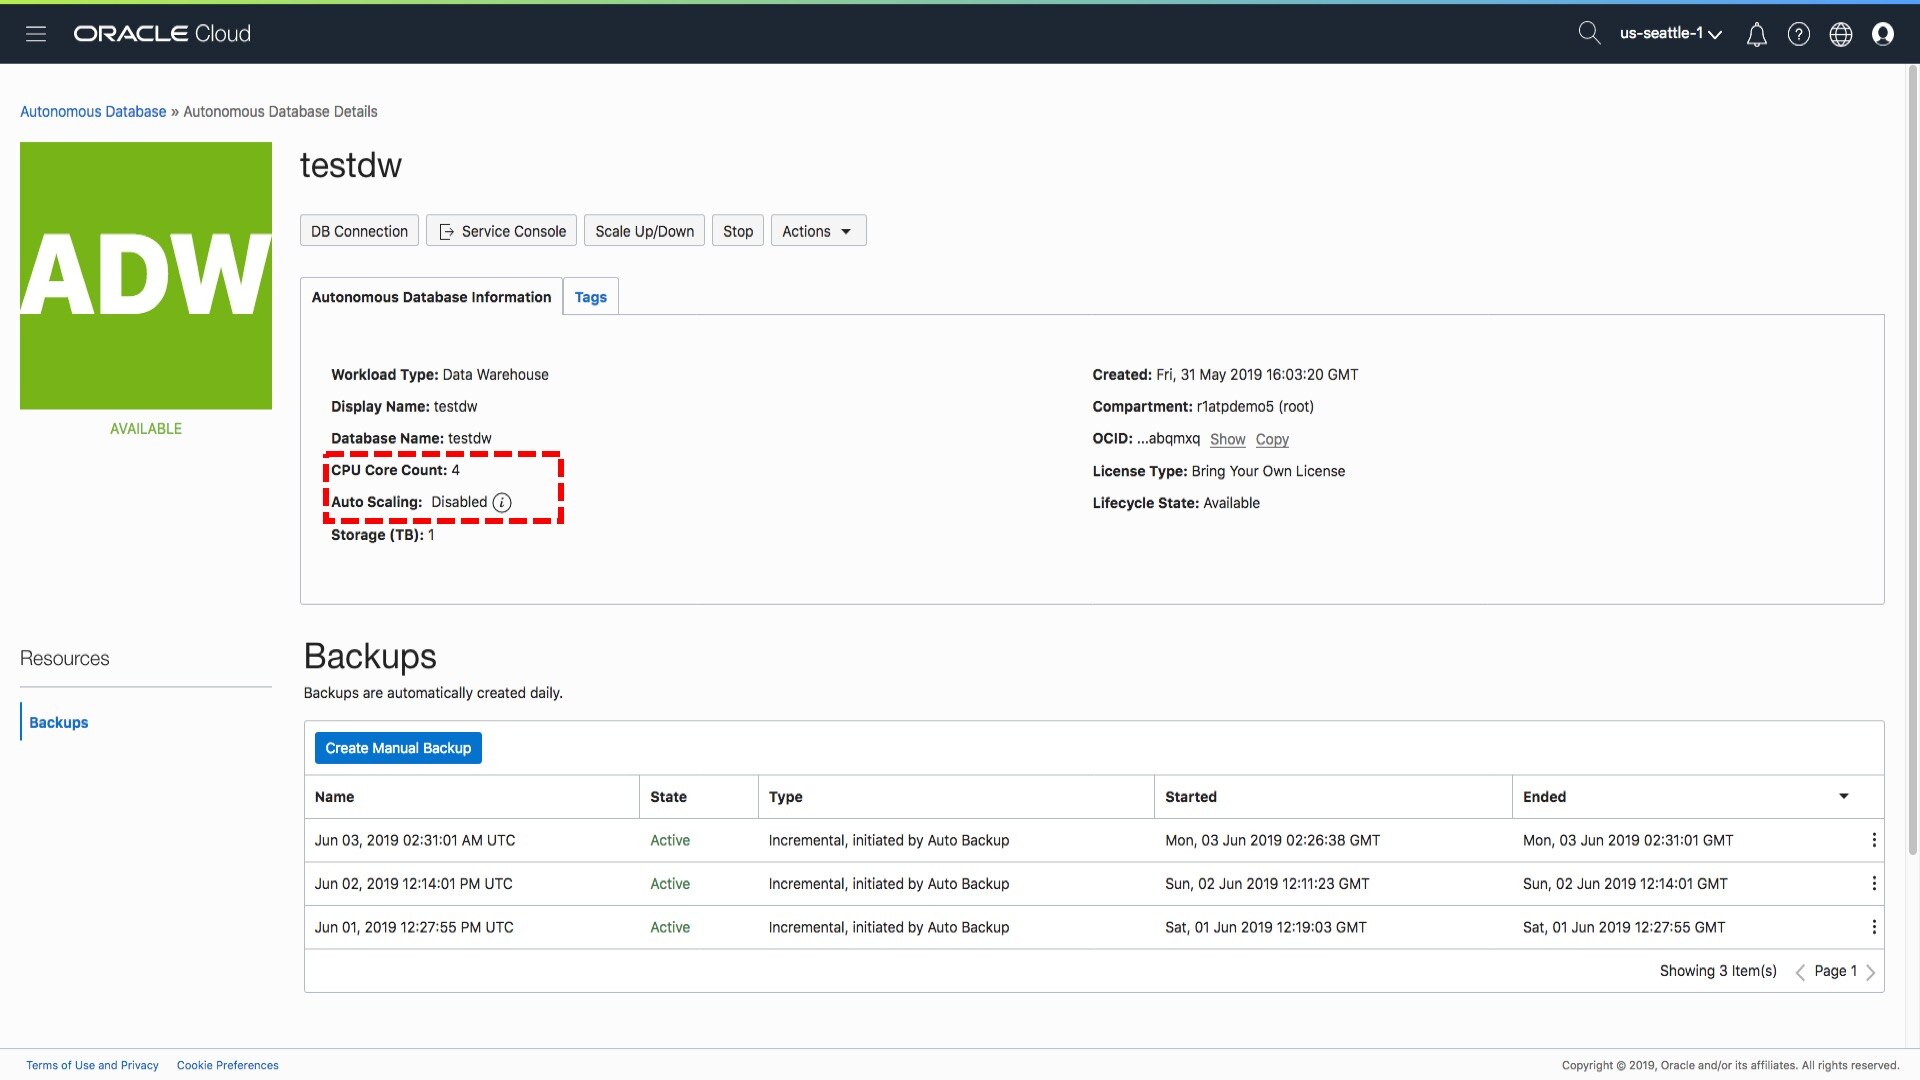 ORACLE Cloud
us-seattle-1
Autonomous Database » Autonomous Database Details
ADW
AVAILABLE
testdw
DB Connection
Service Console
Scale Up/Down
Stop
Actions
Autonomous Database Information
Tags
Workload Type: Data Warehouse
Display Name: testdw
Database Name: testdw
CPU Core Count: 4
Auto Scaling: Disabled i
Storage (TB): 1
Created: Fri, 31 May 2019 16:03:20 GMT
Compartment: r1atpdemo5 (root)
OCID: ...abqmxq Show Copy
License Type: Bring Your Own License
Lifecycle State: Available
Resources
Backups
Backups
Backups are automatically created daily.
Create Manual Backup
Name State Type Started Ended
Jun 03, 2019 02:31:01 AM UTC Active Incremental, initiated by Auto Backup Mon, 03 Jun 2019 02:26:38 GMT Mon, 03 Jun 2019 02:31:01 GMT
Jun 02, 2019 12:14:01 PM UTC Active Incremental, initiated by Auto Backup Sun, 02 Jun 2019 12:11:23 GMT Sun, 02 Jun 2019 12:14:01 GMT
Jun 01, 2019 12:27:55 PM UTC Active Incremental, initiated by Auto Backup Sat, 01 Jun 2019 12:19:03 GMT Sat, 01 Jun 2019 12:27:55 GMT
Showing 3 Item(s) Page 1
Terms of Use and Privacy Cookie Preferences
Copyright © 2019, Oracle and/or its affiliates. All rights reserved.